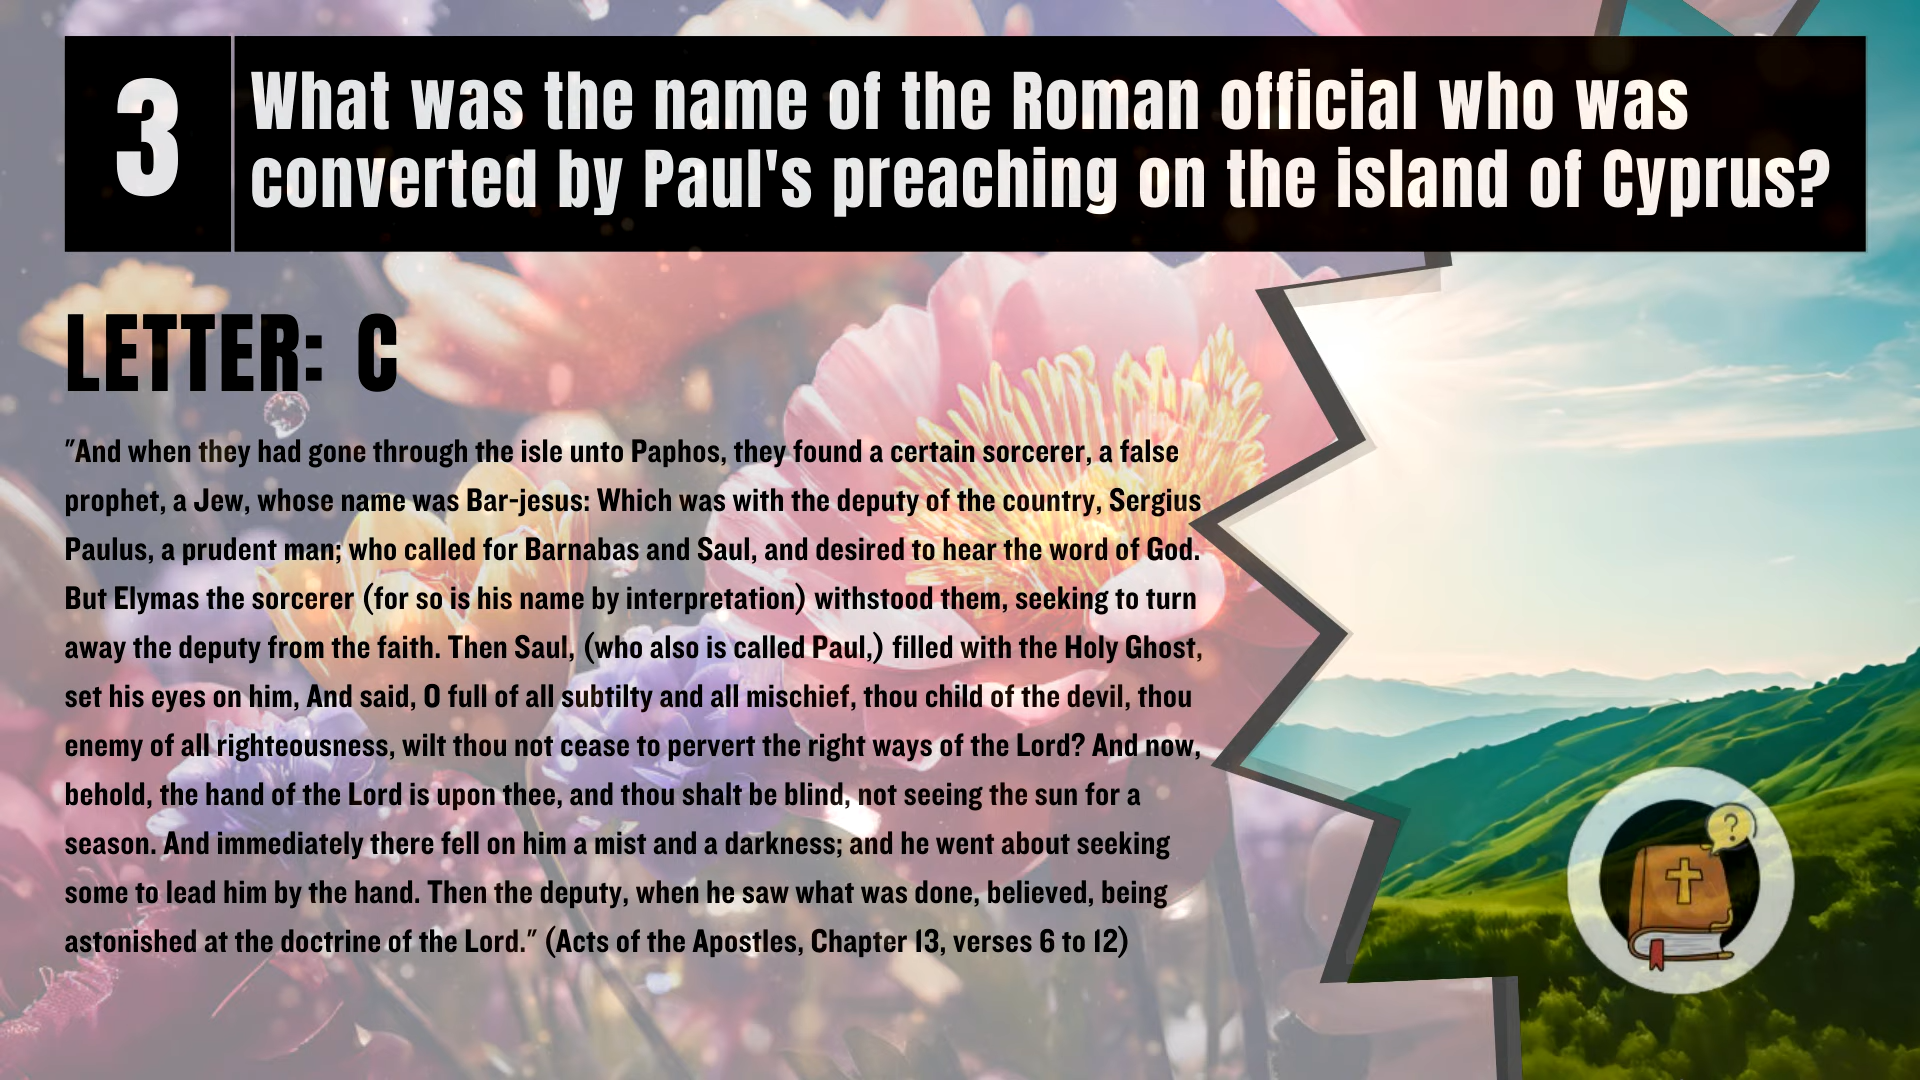 3
What was the name of the Roman official who was
converted by Paul's preaching on the island of Cyprus?
LETTER: C
"And when they had gone through the isle unto Paphos, they found a certain sorcerer, a false
prophet, a Jew, whose name was Bar-jesus: Which was with the deputy of the country, Sergius
Paulus, a prudent man; who called for Barnabas and Saul, and desired to hear the word of God.
But Elymas the sorcerer (for so is his name by interpretation) withstood them, seeking to turn
away the deputy from the faith. Then Saul, (who also is called Paul,) filled with the Holy Ghost,
set his eyes on him, And said, O full of all subtilty and all mischief, thou child of the devil, thou
enemy of all righteousness, wilt thou not cease to pervert the right ways of the Lord? And now,
behold, the hand of the Lord is upon thee, and thou shalt be blind, not seeing the sun for a
season. And immediately there fell on him a mist and a darkness; and he went about seeking
some to lead him by the hand. Then the deputy, when he saw what was done, believed, being
astonished at the doctrine of the Lord." (Acts of the Apostles, Chapter 13, verses 6 to 12)
?